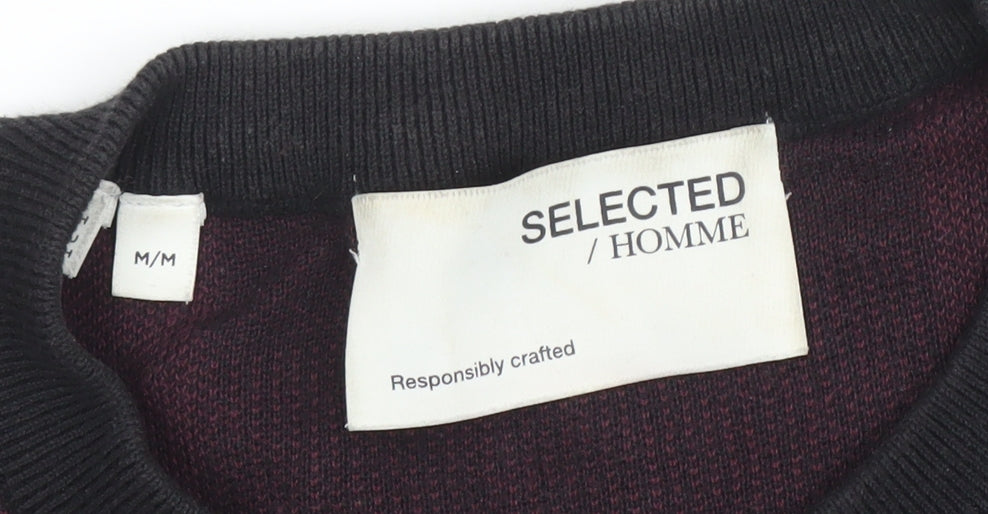 SELECTED
/ HOMME
M/M
Responsibly crafted